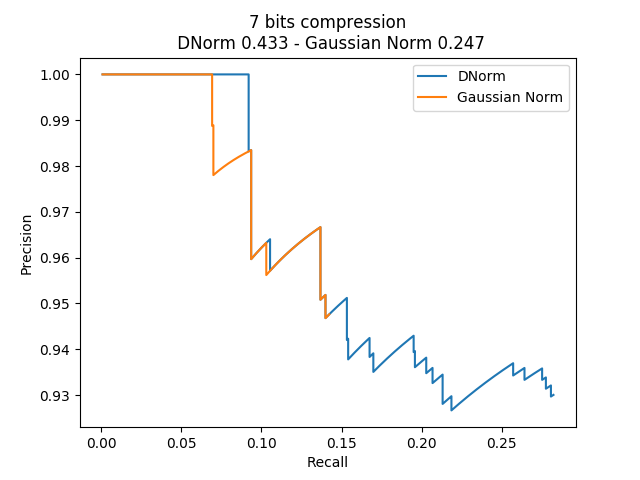 7 bits compression
DNorm 0.433 - Gaussian Norm 0.247
DNorm
Gaussian Norm
1.00
0.99
0.98
0.97
0.96
0.95
0.94
0.93
Precision
0.00 0.05 0.10 0.15 0.20 0.25
Recall